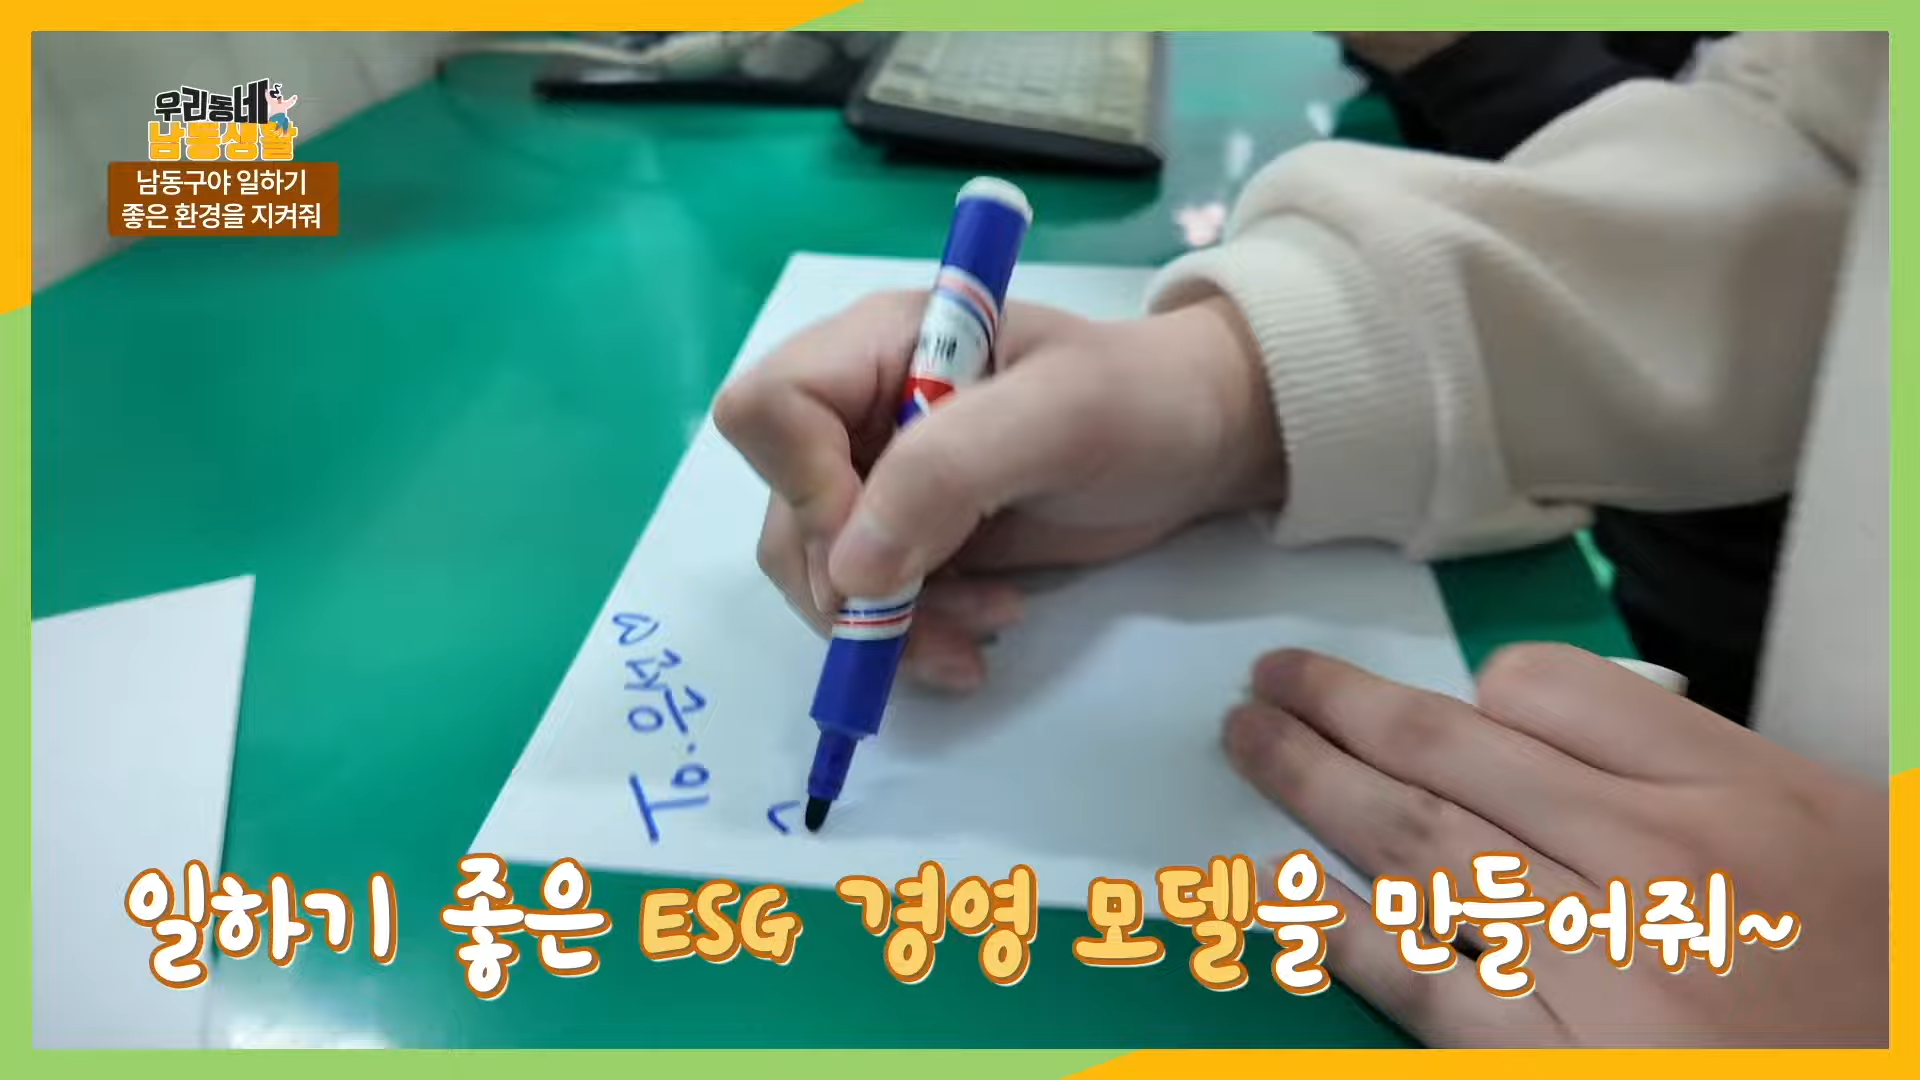 우리동네
남동생활
남동구야 일하기
좋은 환경을 지켜줘
To.
일하기 좋은 ESG 경영 모델을 만들어줘~